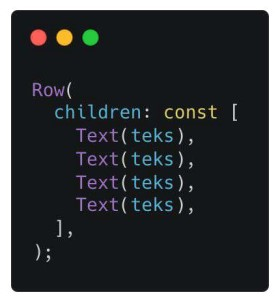 Row(
  children: const [
    Text(teks),
    Text(teks),
    Text(teks),
    Text(teks),
  ],
);